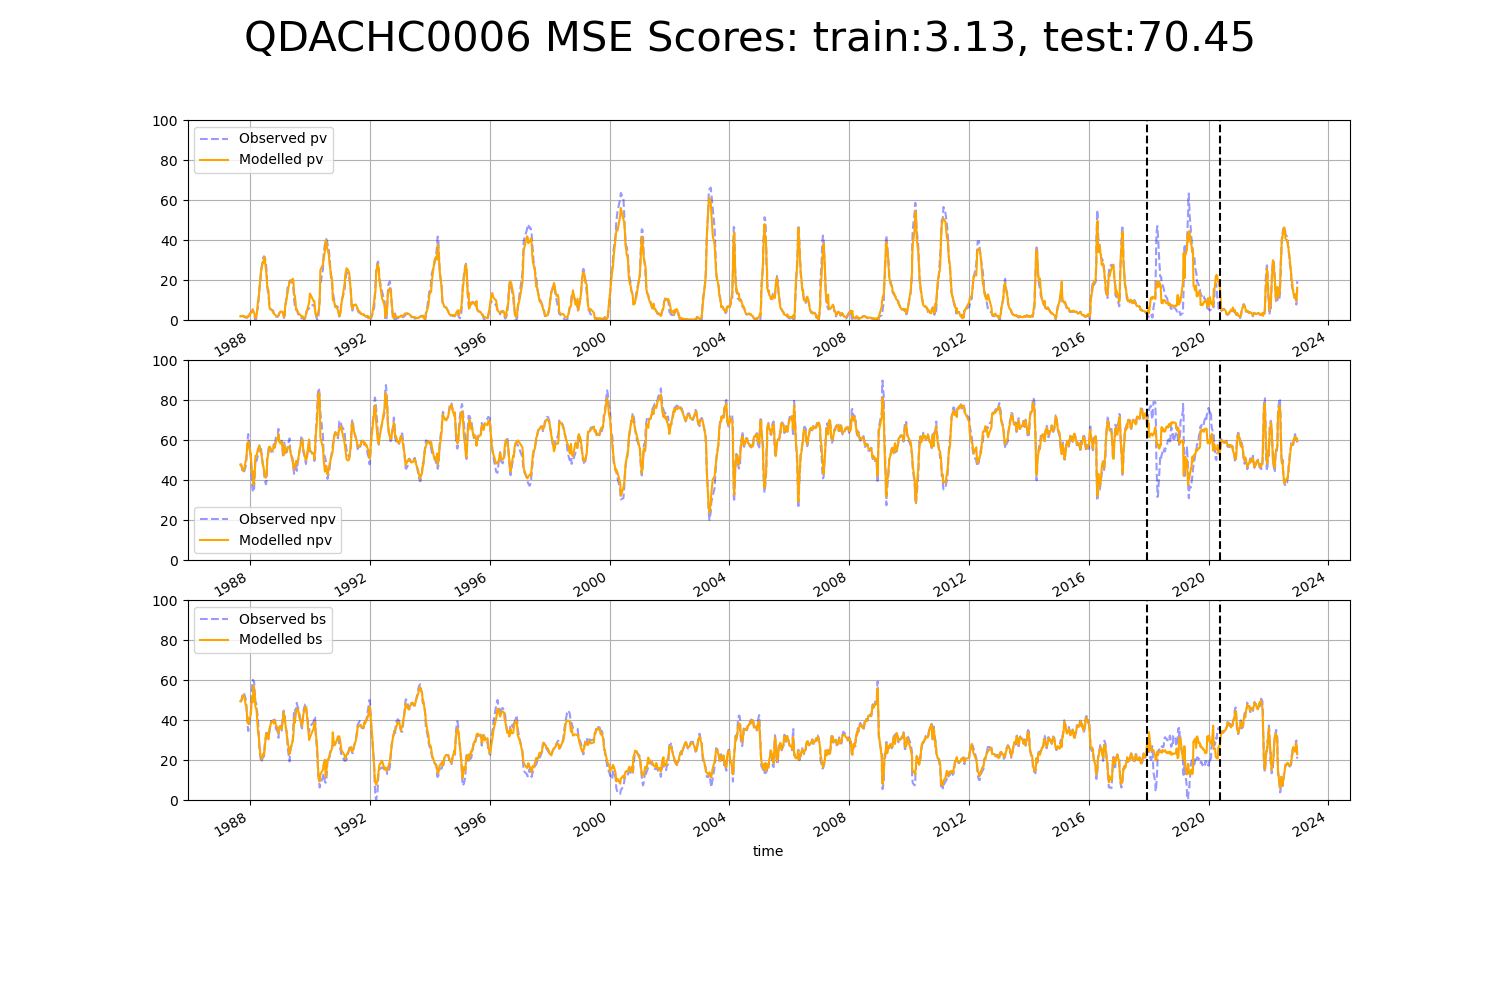 QDACHC0006 MSE Scores: train:3.13, test:70.45
100
80
60
40
20
0
Observed pv
Modelled pv
1988 1992 1996 2000 2004 2008 2012 2016 2020 2024
100
80
60
40
20
0
Observed npv
Modelled npv
1988 1992 1996 2000 2004 2008 2012 2016 2020 2024
100
80
60
40
20
0
Observed bs
Modelled bs
1988 1992 1996 2000 2004 2008 2012 2016 2020 2024
time